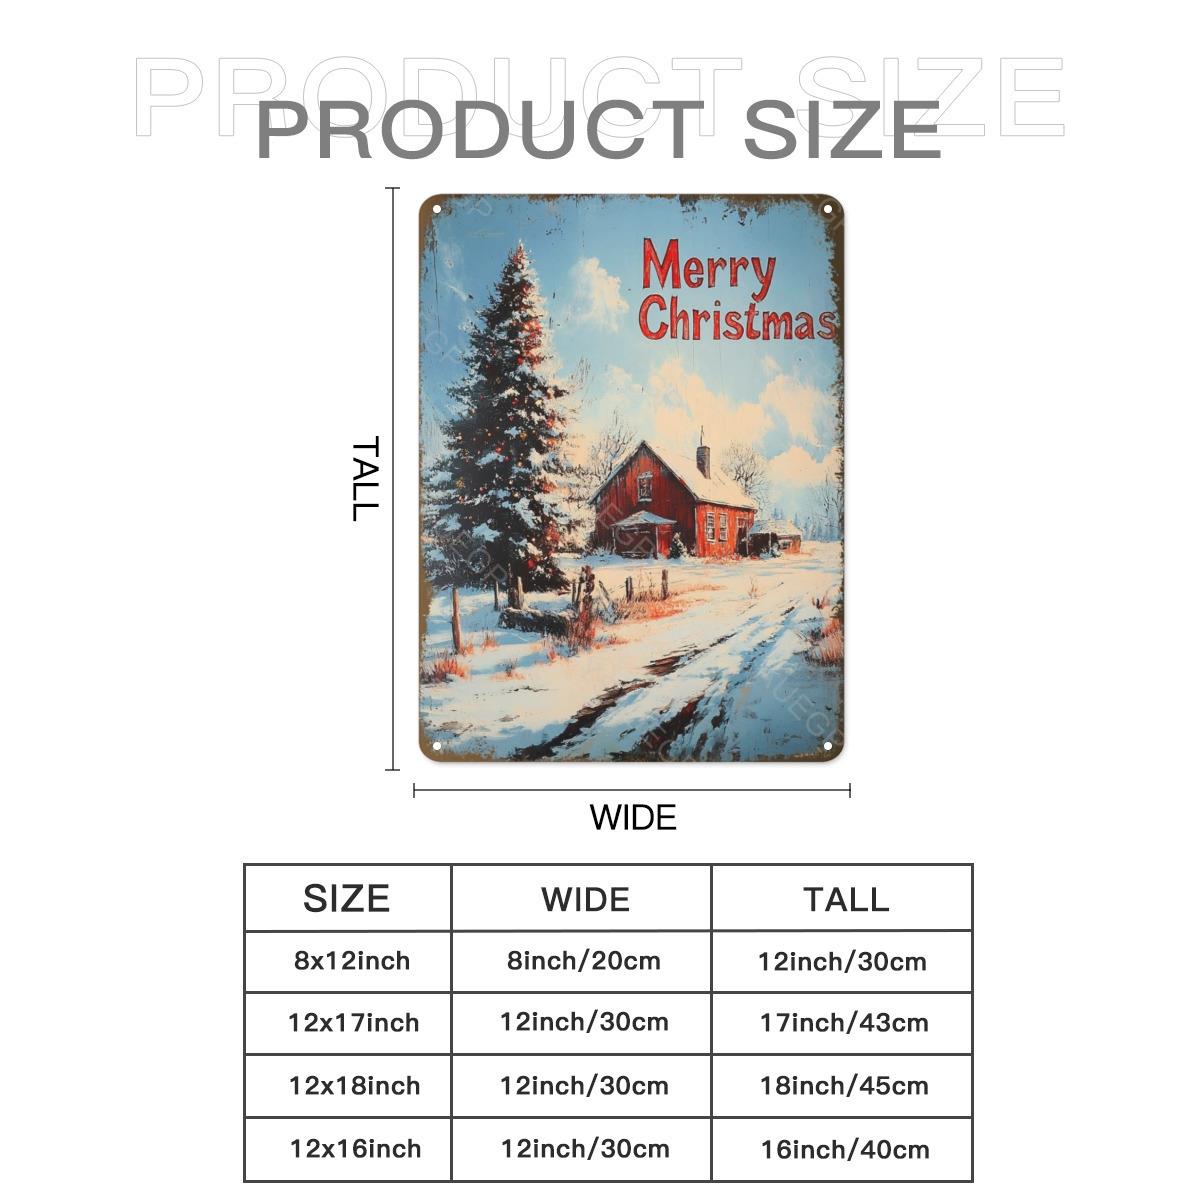 PRODUCT SIZE
PRODUCT SIZE
Merry
Christmas
TALL
WIDE
SIZE WIDE TALL
8x12inch 8inch/20cm 12inch/30cm
12x17inch 12inch/30cm 17inch/43cm
12x18inch 12inch/30cm 18inch/45cm
12x16inch 12inch/30cm 16inch/40cm